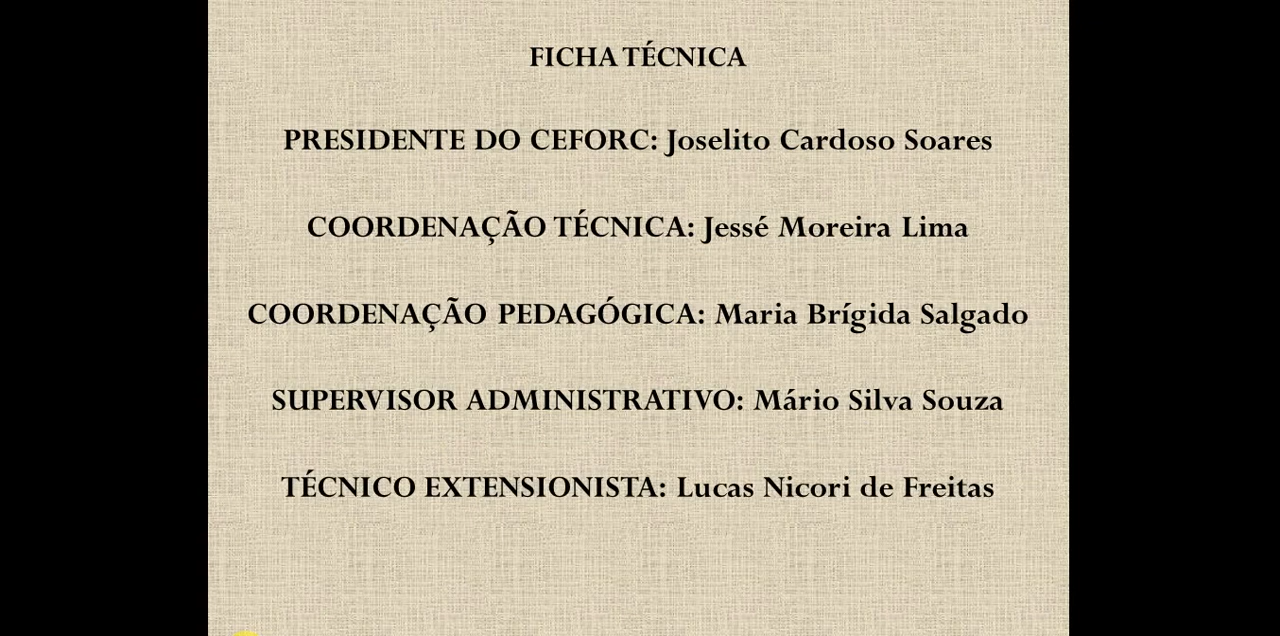 FICHA TÉCNICA
PRESIDENTE DO CEFORC: Joselito Cardoso Soares
COORDENAÇÃO TÉCNICA: Jessé Moreira Lima
COORDENAÇÃO PEDAGÓGICA: Maria Brígida Salgado
SUPERVISOR ADMINISTRATIVO: Mário Silva Souza
TÉCNICO EXTENSIONISTA: Lucas Nicori de Freitas